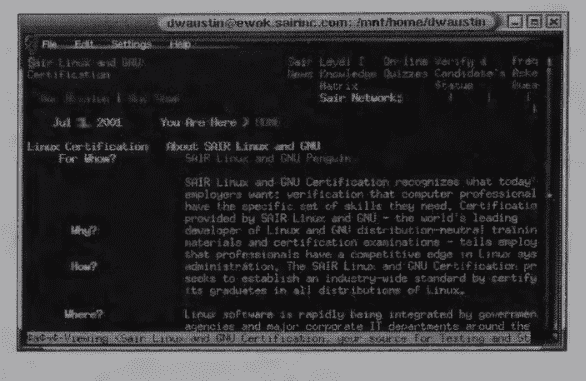 dwaustin@ewok.sairinc.com: /mnt/home/dwaustin
File Edit Settings Help
Sair Linux and GNU Sair Level I On-line Verify a Freq
Certification News Knowledge Quizzes Candidate's Aske
Matrix Status Ques
Sair Network:
Jul 2001 You Are Here > HOME
Linux Certification About SAIR Linux and GNU
For Whom? SAIR Linux and GNU Penguin.
SAIR Linux and GNU Certification recognizes what today'
employers want: verification that computer professional
have the specific set of skills they need. Certificatio
provided by SAIR Linux and GNU - the world's leading
Why? developer of Linux and GNU distribution-neutral trainin
materials and certification examinations - tells employ
that professionals have a competitive edge in Linux sys
How? administration. The SAIR Linux and GNU Certification pr
seeks to establish an industry-wide standard by certify
its graduates in all distributions of Linux.
Where? Linux software is rapidly being integrated by governmen
agencies and major corporate IT departments around the
Viewing <Sair Linux and GNU Certification, your source for Testing and St